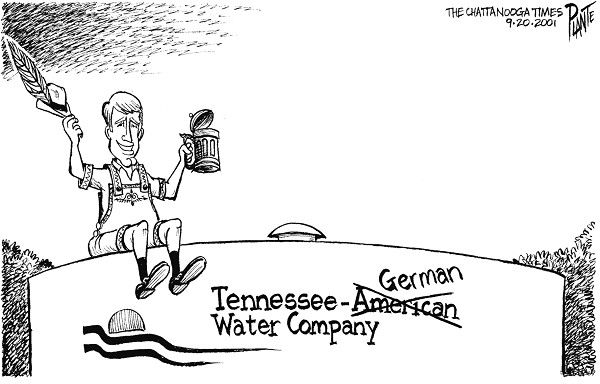 THE CHATTANOOGA TIMES
9.20.2001
PLANTE
German
Tennessee-American
Water Company